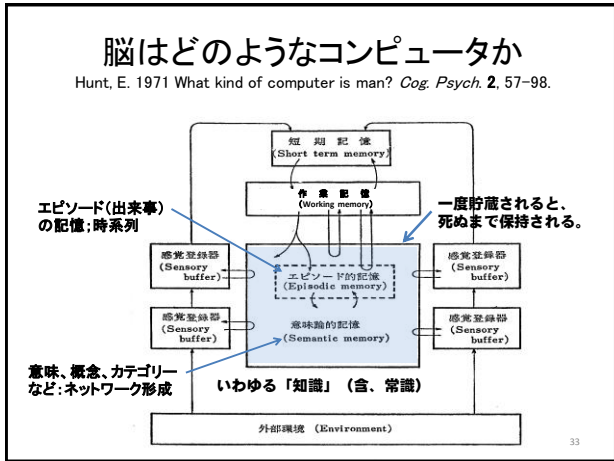 脳はどのようなコンピュータか
Hunt, E. 1971 What kind of computer is man? Cog. Psych. 2, 57-98.
短期記憶
(Short term memory)
作業記憶
(Working memory)
エピソード(出来事)
の記憶;時系列
一度貯蔵されると、
死ぬまで保持される。
感覚登録器
(Sensory
buffer)
エピソード的記憶
(Episodic memory)
感覚登録器
(Sensory
buffer)
感覚登録器
(Sensory
buffer)
意味論的記憶
(Semantic memory)
感覚登録器
(Sensory
buffer)
意味、概念、カテゴリー
など:ネットワーク形成
いわゆる「知識」(含、常識)
外部環境 (Environment)
33